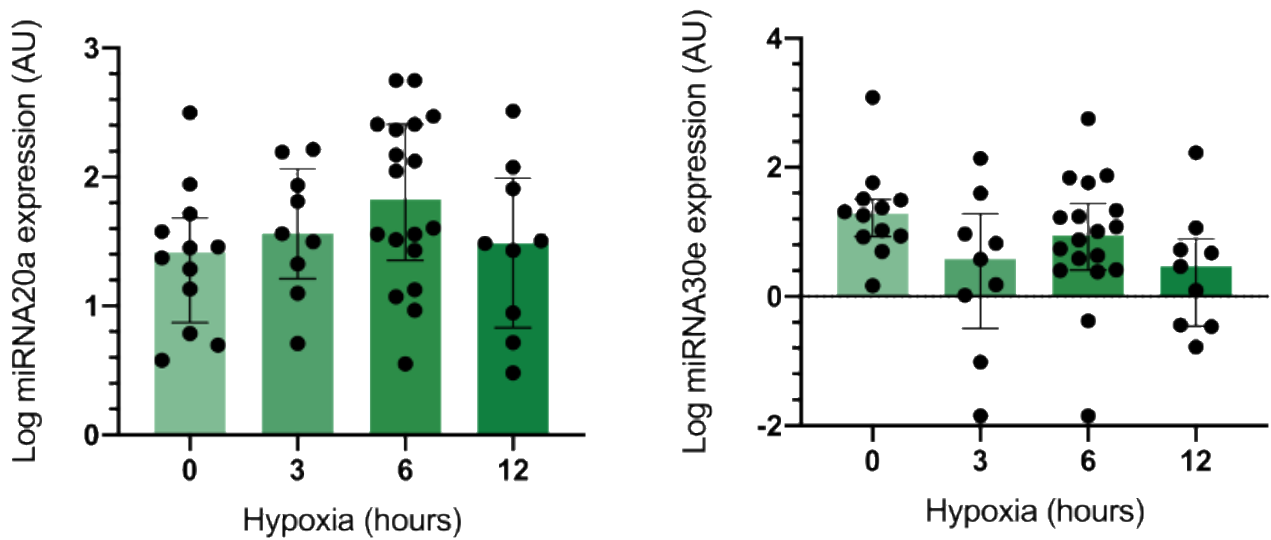 Log miRNA20a expression (AU)
3
2
1
0
0 3 6 12
Hypoxia (hours)
Log miRNA30e expression (AU)
4
2
0
-2
0 3 6 12
Hypoxia (hours)